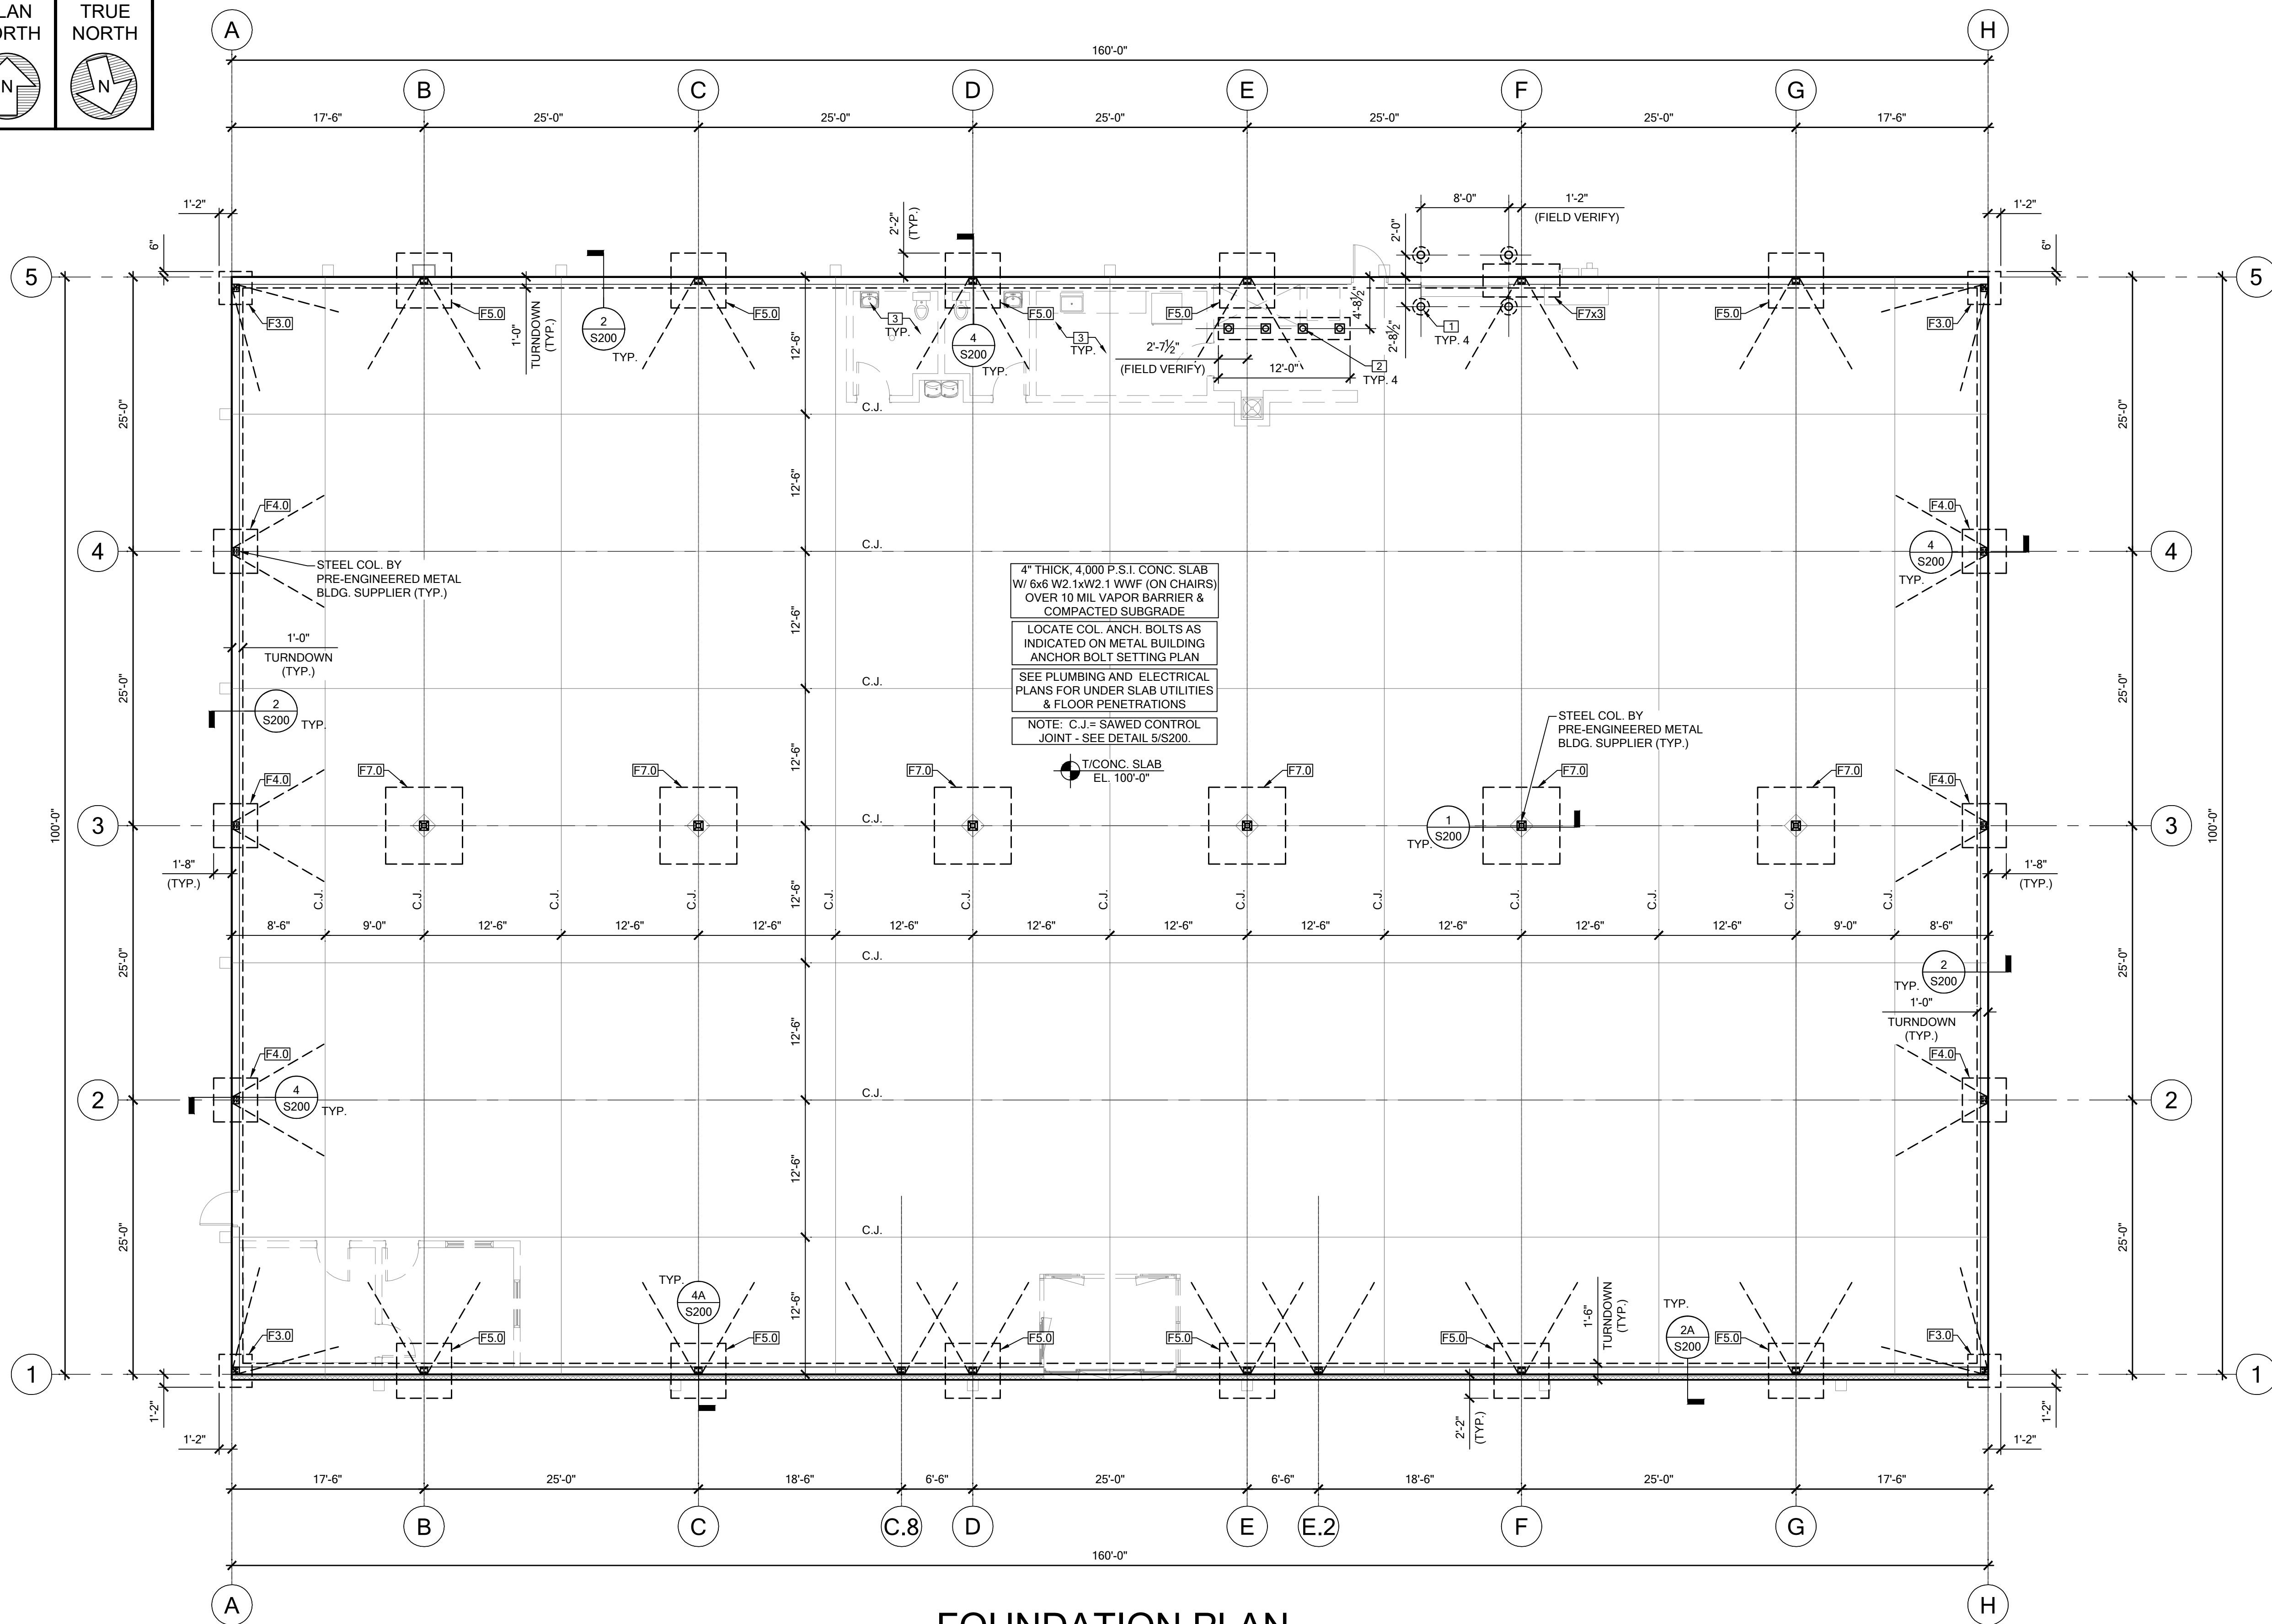 TRUE
NORTH
N
N
A
H
160'-0"
B
C
D
E
F
G
17'-6"
25'-0"
25'-0"
25'-0"
25'-0"
25'-0"
17'-6"
1'-2"
6"
2'-2"
(TYP.)
8'-0"
1'-2"
(FIELD VERIFY)
2'-0"
1'-2"
6"
5
5
F3.0
F5.0
1'-0"
TURNDOWN
(TYP.)
2
S200
TYP.
F5.0
3
TYP.
4
S200
TYP.
F5.0
3
TYP.
F5.0
2'-7½"
(FIELD VERIFY)
12'-0"
4'-8½"
2'-8½"
2
TYP. 4
1
TYP. 4
F7x3
F5.0
F3.0
12'-6"
C.J.
25'-0"
25'-0"
12'-6"
F4.0
F4.0
4
4
S200
TYP.
4
C.J.
STEEL COL. BY
PRE-ENGINEERED METAL
BLDG. SUPPLIER (TYP.)
4" THICK, 4,000 P.S.I. CONC. SLAB
W/ 6x6 W2.1xW2.1 WWF (ON CHAIRS)
OVER 10 MIL VAPOR BARRIER &
COMPACTED SUBGRADE
LOCATE COL. ANCH. BOLTS AS
INDICATED ON METAL BUILDING
ANCHOR BOLT SETTING PLAN
SEE PLUMBING AND ELECTRICAL
PLANS FOR UNDER SLAB UTILITIES
& FLOOR PENETRATIONS
NOTE: C.J.= SAWED CONTROL
JOINT - SEE DETAIL 5/S200.
T/CONC. SLAB
EL. 100'-0"
12'-6"
1'-0"
TURNDOWN
(TYP.)
25'-0"
C.J.
25'-0"
2
S200
TYP.
12'-6"
STEEL COL. BY
PRE-ENGINEERED METAL
BLDG. SUPPLIER (TYP.)
F4.0
F7.0
F7.0
F7.0
F7.0
F7.0
F7.0
F4.0
100'-0"
3
C.J.
1
S200
TYP.
3
100'-0"
1'-8"
(TYP.)
1'-8"
(TYP.)
C.J.
C.J.
C.J.
C.J.
12'-6"
C.J.
C.J.
C.J.
C.J.
C.J.
C.J.
C.J.
C.J.
C.J.
8'-6"
9'-0"
12'-6"
12'-6"
12'-6"
12'-6"
12'-6"
12'-6"
12'-6"
12'-6"
12'-6"
12'-6"
9'-0"
8'-6"
25'-0"
C.J.
2
S200
TYP.
25'-0"
12'-6"
1'-0"
TURNDOWN
(TYP.)
F4.0
F4.0
2
4
S200
TYP.
C.J.
2
12'-6"
25'-0"
C.J.
25'-0"
TYP.
4A
S200
12'-6"
1'-6"
TURNDOWN
(TYP.)
TYP.
2A
S200
F3.0
F5.0
F5.0
F5.0
F5.0
F5.0
F5.0
F3.0
1
1
1'-2"
1'-2"
2'-2"
(TYP.)
1'-2"
1'-2"
17'-6"
25'-0"
18'-6"
6'-6"
25'-0"
6'-6"
18'-6"
25'-0"
17'-6"
B
C
C.8
D
E
E.2
F
G
160'-0"
A
H
FOUNDATION PLAN